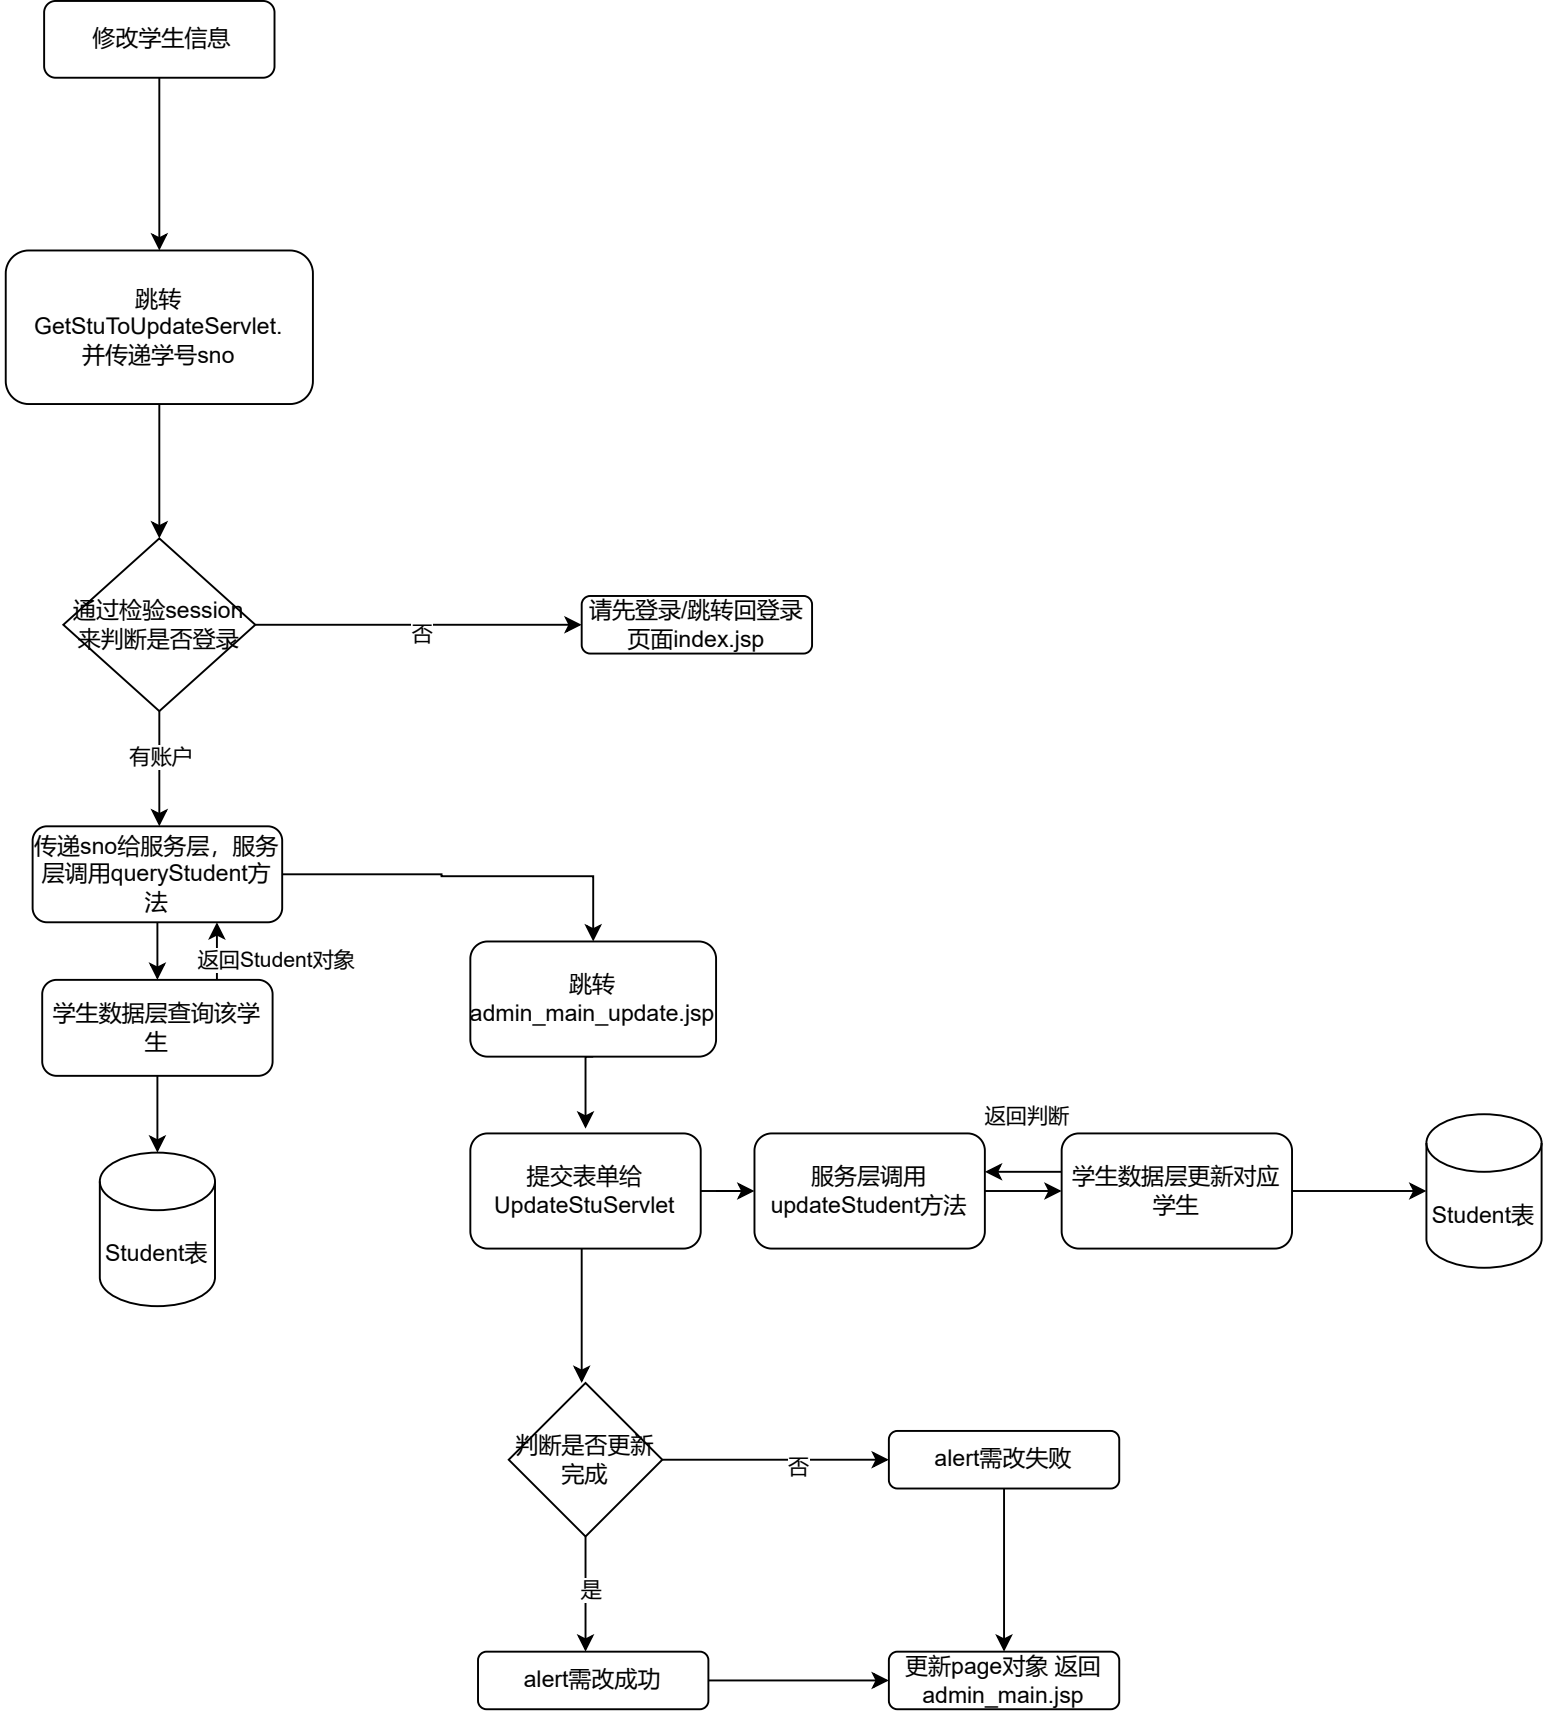 修改学生信息
跳转
GetStuToUpdateServlet.
并传递学号sno
通过检验session
来判断是否登录
否
请先登录/跳转回登录
页面index.jsp
有账户
传递sno给服务层，服务
层调用queryStudent方
法
返回Student对象
学生数据层查询该学
生
Student表
跳转
admin_main_update.jsp
提交表单给
UpdateStuServlet
服务层调用
updateStudent方法
返回判断
学生数据层更新对应
学生
Student表
判断是否更新
完成
否
alert需改失败
是
alert需改成功
更新page对象 返回
admin_main.jsp